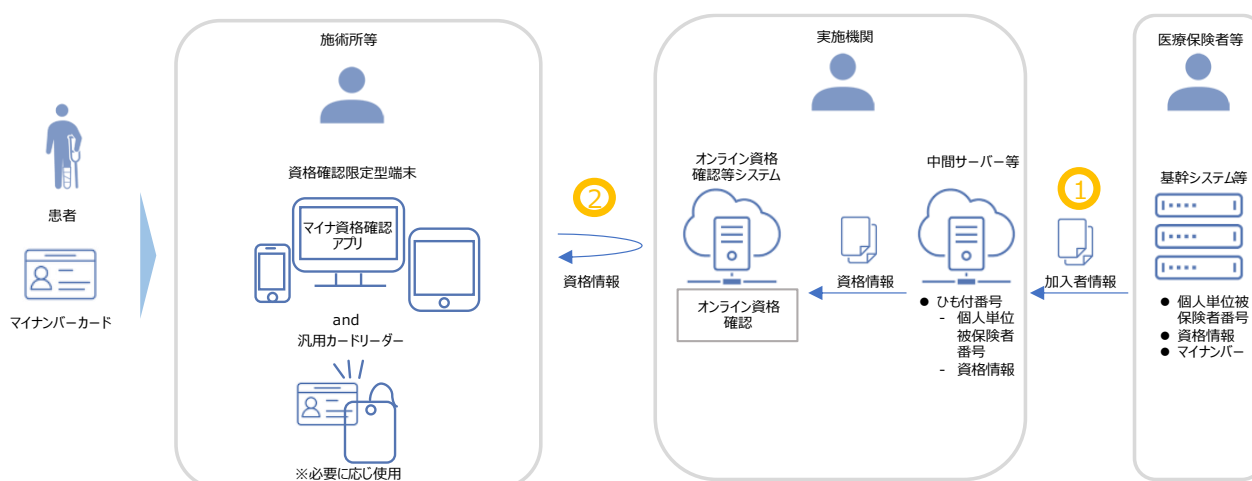 患者
マイナンバーカード
施術所等
資格確認限定型端末
マイナ資格確認
アプリ
and
汎用カードリーダー
※必要に応じ使用
2
資格情報
実施機関
オンライン資格
確認等システム
オンライン資格
確認
資格情報
中間サーバー等
● ひも付番号
- 個人単位
被保険者
番号
- 資格情報
1
加入者情報
医療保険者等
基幹システム等
● 個人単位被
保険者番号
● 資格情報
● マイナンバー